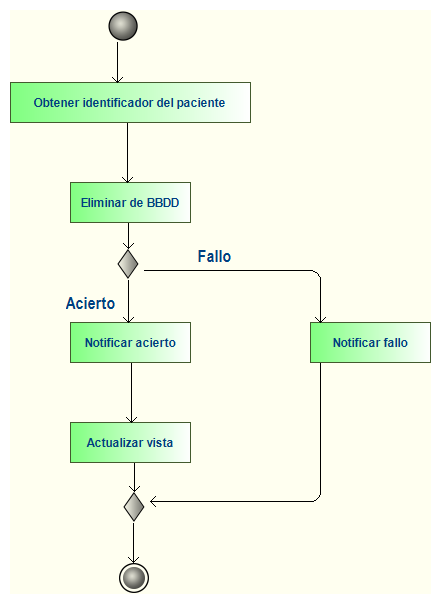 Obtener identificador del paciente
Eliminar de BBDD
Fallo
Acierto
Notificar acierto
Notificar fallo
Actualizar vista